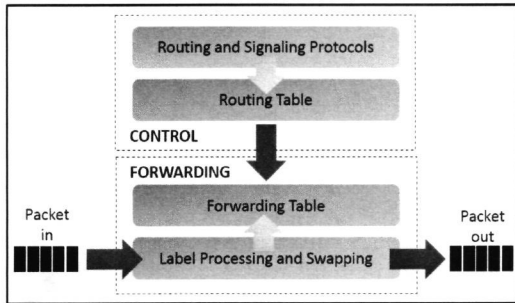 Routing and Signaling Protocols
Routing Table
CONTROL
FORWARDING
Forwarding Table
Packet
in
Label Processing and Swapping
Packet
out